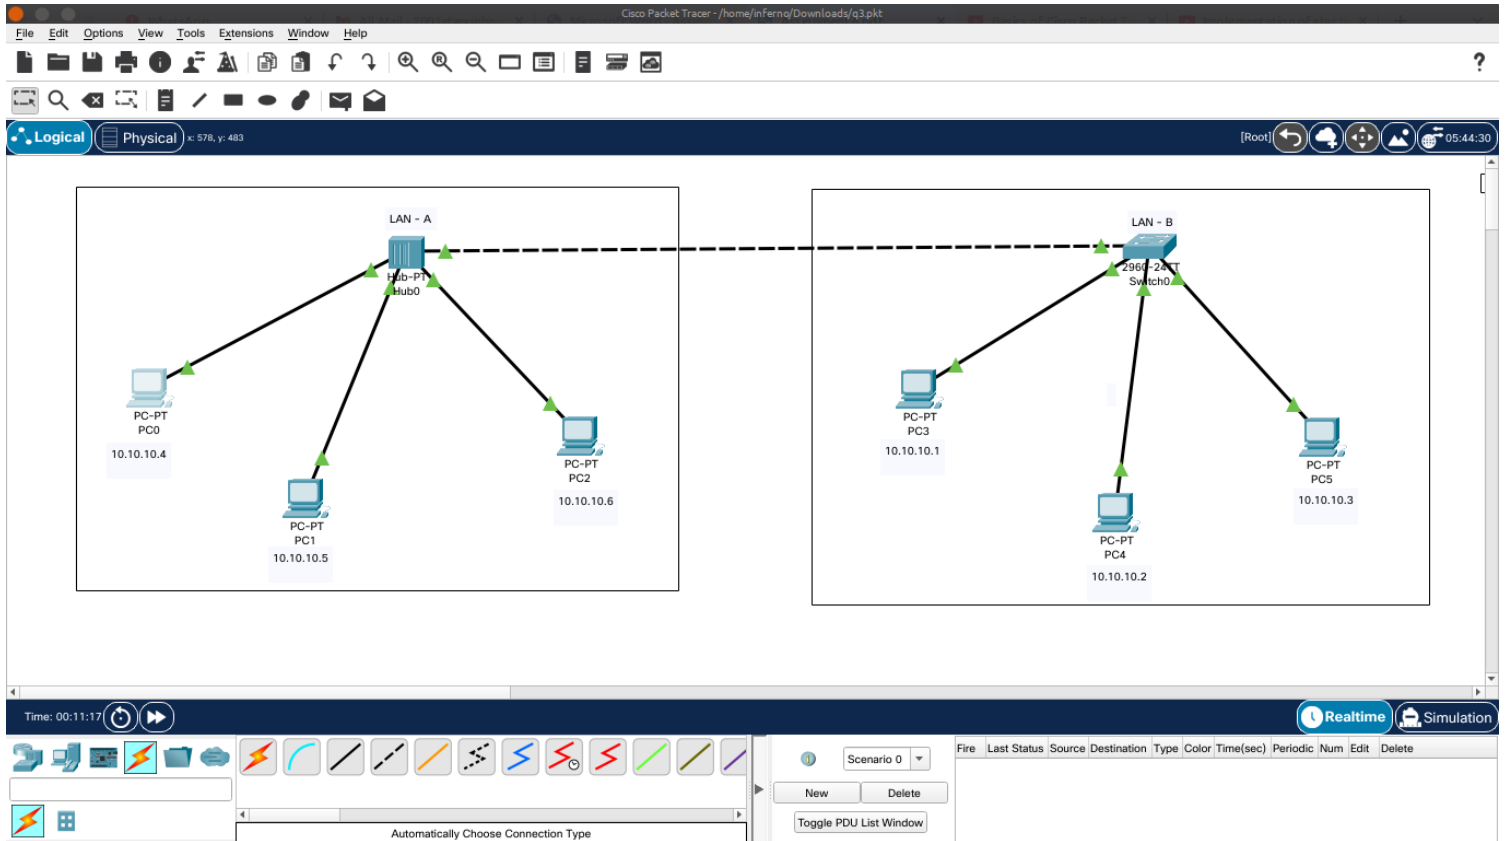 Cisco Packet Tracer - /home/inferno/Downloads/q3.pkt
File Edit Options View Tools Extensions Window Help
?
Logical Physical x: 578, y: 483 [Root] 05:44:30
LAN - A
LAN - B
Hub-PT
Hub0
2960-24TT
Switch0
PC-PT
PC0
10.10.10.4
PC-PT
PC1
10.10.10.5
PC-PT
PC2
10.10.10.6
PC-PT
PC3
10.10.10.1
PC-PT
PC4
10.10.10.2
PC-PT
PC5
10.10.10.3
Time: 00:11:17 Realtime Simulation
Scenario 0
New Delete
Toggle PDU List Window
Fire Last Status Source Destination Type Color Time(sec) Periodic Num Edit Delete
Automatically Choose Connection Type